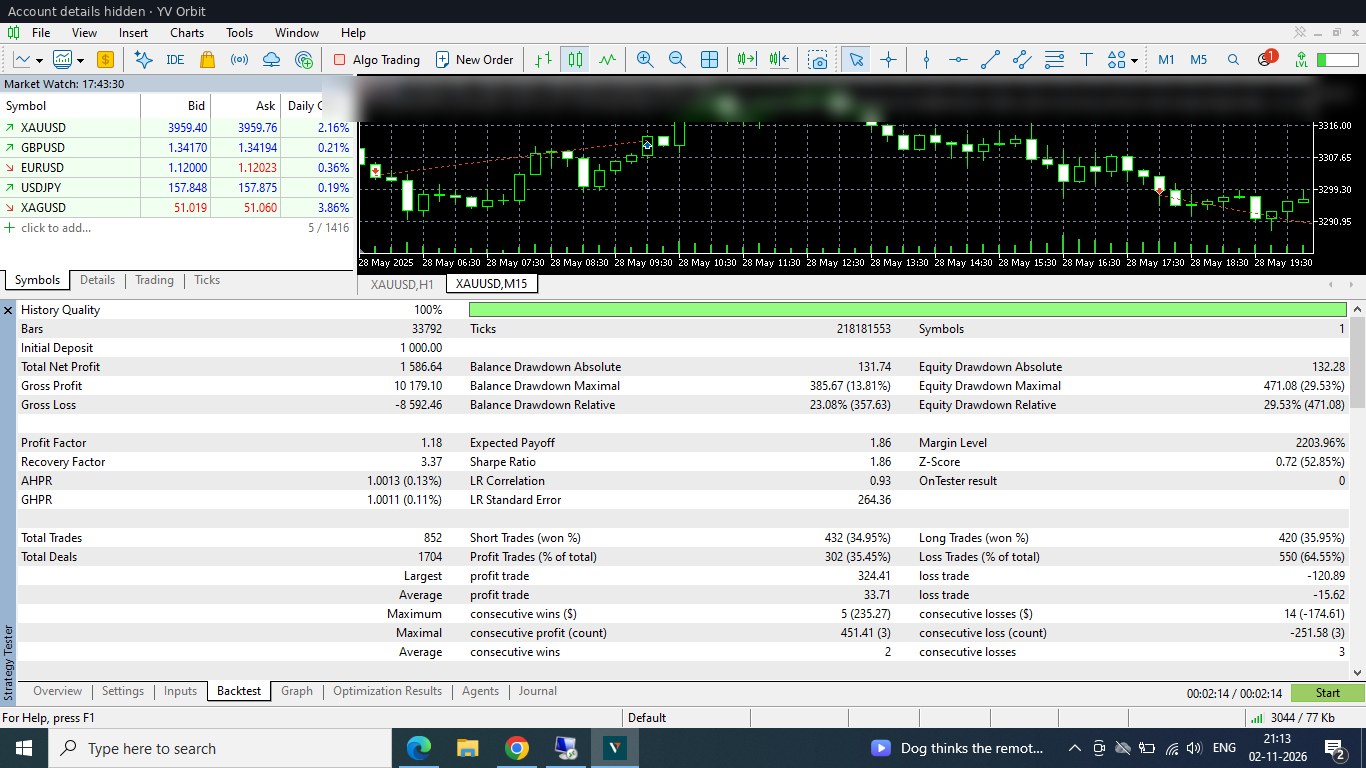 Account details hidden · YV Orbit
File View Insert Charts Tools Window Help
IDE Algo Trading New Order M1 M5 1 LVL
Market Watch: 17:43:30
Symbol Bid Ask Daily C
XAUUSD 3959.40 3959.76 2.16%
GBPUSD 1.34170 1.34194 0.21%
EURUSD 1.12000 1.12023 0.36%
USDJPY 157.848 157.875 0.19%
XAGUSD 51.019 51.060 3.86%
click to add... 5 / 1416
Symbols Details Trading Ticks
3316.00
3307.65
3299.30
3290.95
28 May 2025 28 May 06:30 28 May 07:30 28 May 08:30 28 May 09:30 28 May 10:30 28 May 11:30 28 May 12:30 28 May 13:30 28 May 14:30 28 May 15:30 28 May 16:30 28 May 17:30 28 May 18:30 28 May 19:30
XAUUSD,H1 XAUUSD,M15
History Quality 100%
Bars 33792 Ticks 218181553 Symbols 1
Initial Deposit 1 000.00
Total Net Profit 1 586.64 Balance Drawdown Absolute 131.74 Equity Drawdown Absolute 132.28
Gross Profit 10 179.10 Balance Drawdown Maximal 385.67 (13.81%) Equity Drawdown Maximal 471.08 (29.53%)
Gross Loss -8 592.46 Balance Drawdown Relative 23.08% (357.63) Equity Drawdown Relative 29.53% (471.08)
Profit Factor 1.18 Expected Payoff 1.86 Margin Level 2203.96%
Recovery Factor 3.37 Sharpe Ratio 1.86 Z-Score 0.72 (52.85%)
AHPR 1.0013 (0.13%) LR Correlation 0.93 OnTester result 0
GHPR 1.0011 (0.11%) LR Standard Error 264.36
Total Trades 852 Short Trades (won %) 432 (34.95%) Long Trades (won %) 420 (35.95%)
Total Deals 1704 Profit Trades (% of total) 302 (35.45%) Loss Trades (% of total) 550 (64.55%)
Largest profit trade 324.41 loss trade -120.89
Average profit trade 33.71 loss trade -15.62
Maximum consecutive wins ($) 5 (235.27) consecutive losses ($) 14 (-174.61)
Maximal consecutive profit (count) 451.41 (3) consecutive loss (count) -251.58 (3)
Average consecutive wins 2 consecutive losses 3
Strategy Tester
Overview Settings Inputs Backtest Graph Optimization Results Agents Journal 00:02:14 / 00:02:14 Start
For Help, press F1 Default 3044 / 77 Kb
Type here to search V Dog thinks the remot... ENG 21:13
02-11-2026 2